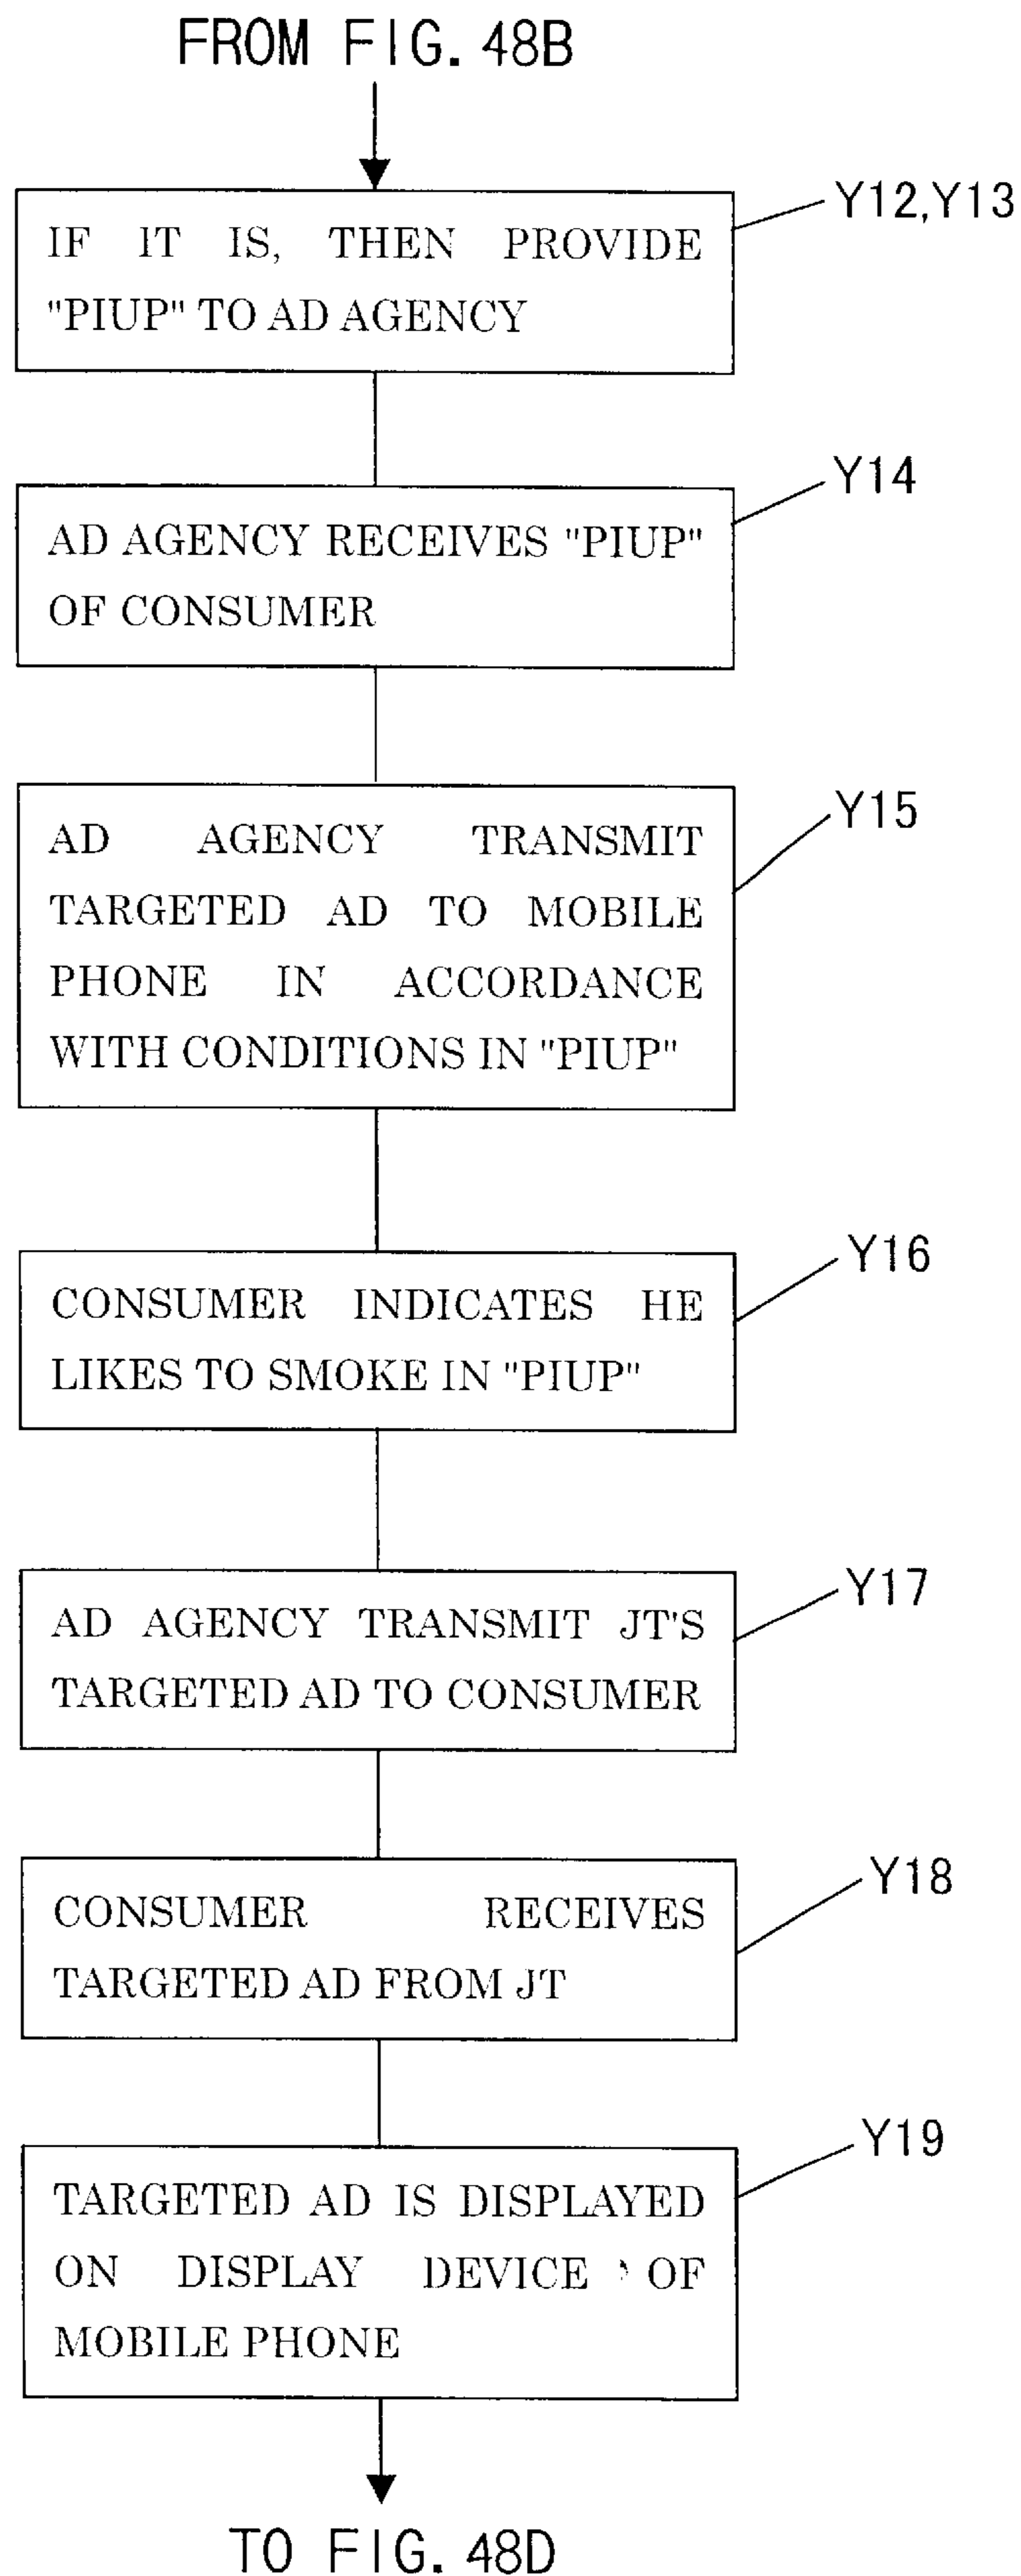 FROM FIG. 48B
Y12,Y13
IF IT IS, THEN PROVIDE
"PIUP" TO AD AGENCY
Y14
AD AGENCY RECEIVES "PIUP"
OF CONSUMER
Y15
AD AGENCY TRANSMIT
TARGETED AD TO MOBILE
PHONE IN ACCORDANCE
WITH CONDITIONS IN "PIUP"
Y16
CONSUMER INDICATES HE
LIKES TO SMOKE IN "PIUP"
Y17
AD AGENCY TRANSMIT JT'S
TARGETED AD TO CONSUMER
Y18
CONSUMER RECEIVES
TARGETED AD FROM JT
Y19
TARGETED AD IS DISPLAYED
ON DISPLAY DEVICE OF
MOBILE PHONE
TO FIG. 48D